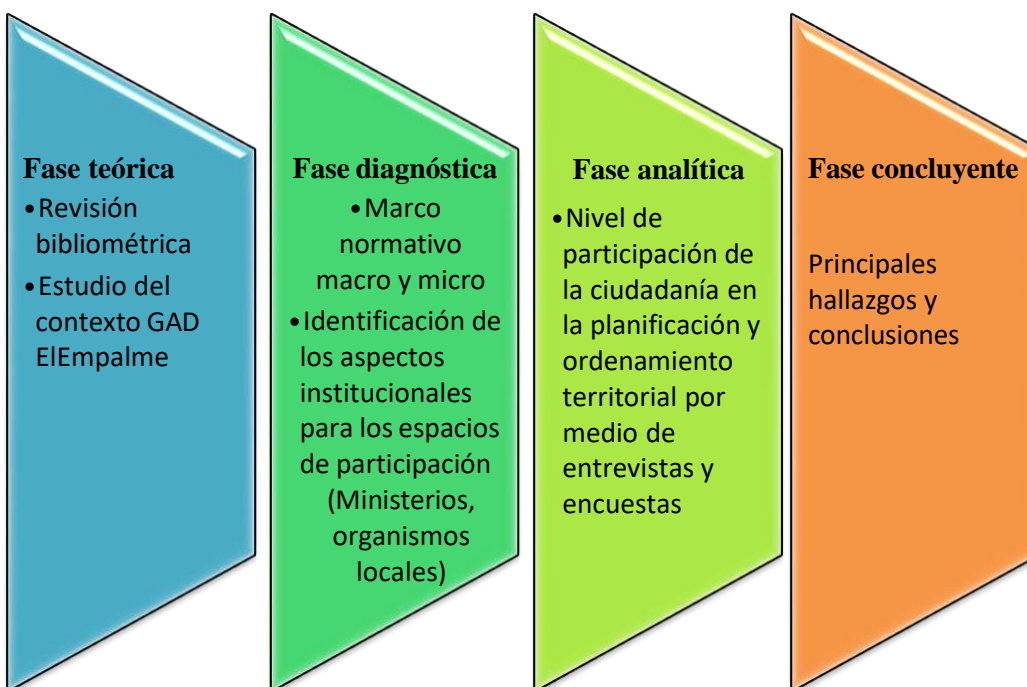 Fase teórica
•Revisión
bibliométrica
•Estudio del
contexto GAD
ElEmpalme
Fase diagnóstica
•Marco
normativo
macro y micro
•Identificación de
los aspectos
institucionales
para los espacios
de participación
(Ministerios,
organismos
locales)
Fase analítica
•Nivel de
participación de
la ciudadanía en
la planificación y
ordenamiento
territorial por
medio de
entrevistas y
encuestas
Fase concluyente
Principales
hallazgos y
conclusiones